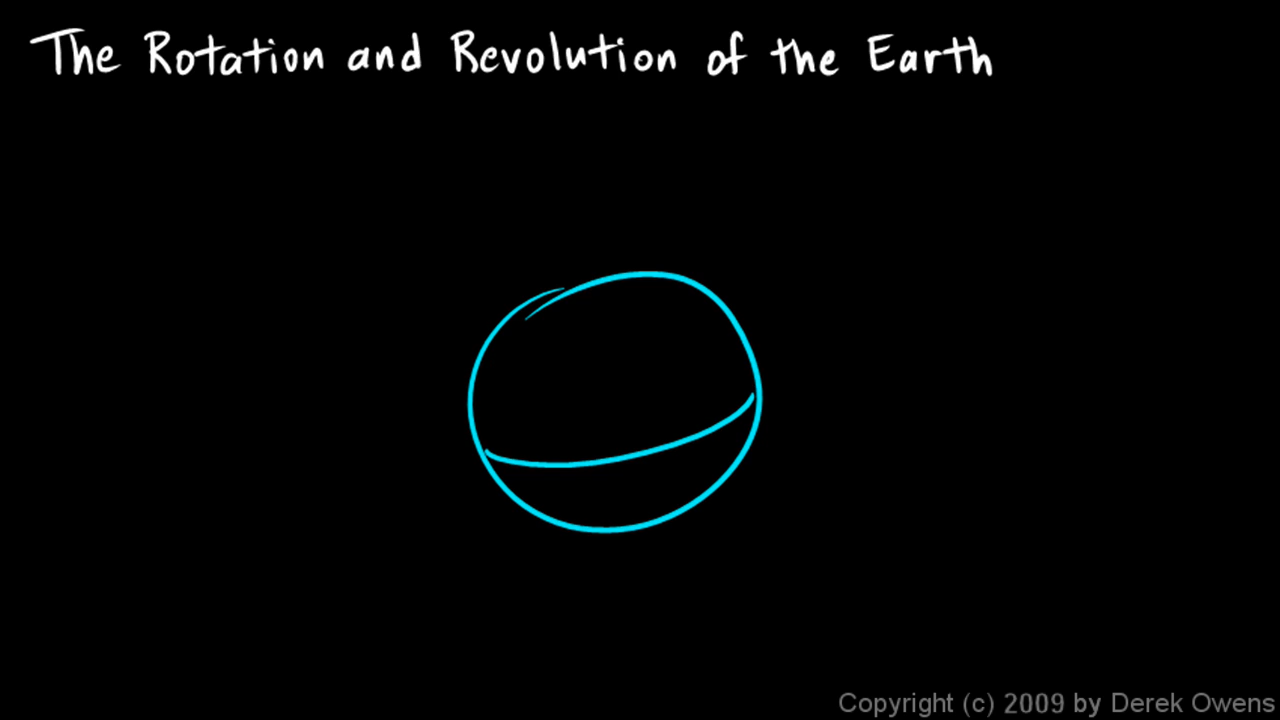 The Rotation and Revolution of the Earth
Copyright (c) 2009 by Derek Owens